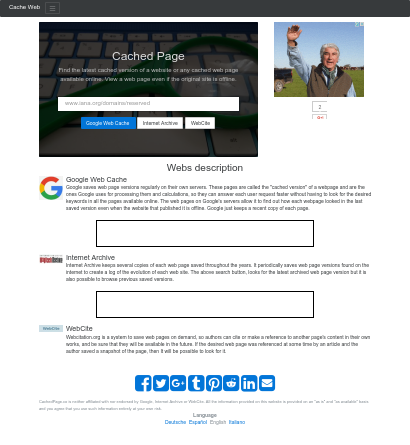 Cache Web
Cached Page
Find the latest cached version of a website or any cached web page
available online. View a web page even if the original site is offline.
www.iana.org/domains/reserved
Google Web Cache
Internet Archive
WebCite
2
G+
Webs description
Google Web Cache
Google saves web page versions regularly on their own servers. These pages are called the "cached version" of a webpage and are the
ones Google uses for processing them and calculations, so they can answer each user request faster without having to look for the desired
keywords in all the pages available online. The web pages on Google's servers allow it to find out how each webpage looked in the last
saved version even when the website that published it is offline. Google just keeps a recent copy of each page.
Internet Archive
Internet Archive keeps several copies of each web page saved throughout the years. It periodically saves web page versions found on the
internet to create a log of the evolution of each web site. The above search button, looks for the latest archived web page version but it is
also possible to browse previous saved versions.
WebCite
WebCite
Webcitation.org is a system to save web pages on demand, so authors can cite or make a reference to another page's content in their own
works, and be sure that they will be available in the future. If the desired web page was referenced at some time by an article and the
author saved a snapshot of the page, then it will be possible to look for it.
CachedPage.co is neither affiliated with nor endorsed by Google, Internet Archive or WebCite. All the information provided on this website is provided on an "as is" and "as available" basis
and you agree that you use such information entirely at your own risk.
Language
Deutsche Español English Italiano